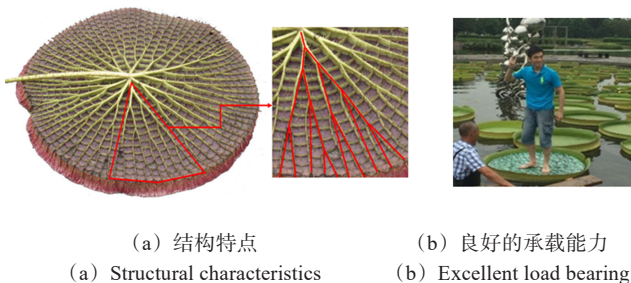 (a) 结构特点
(b) 良好的承载能力
(a) Structural characteristics
(b) Excellent load bearing